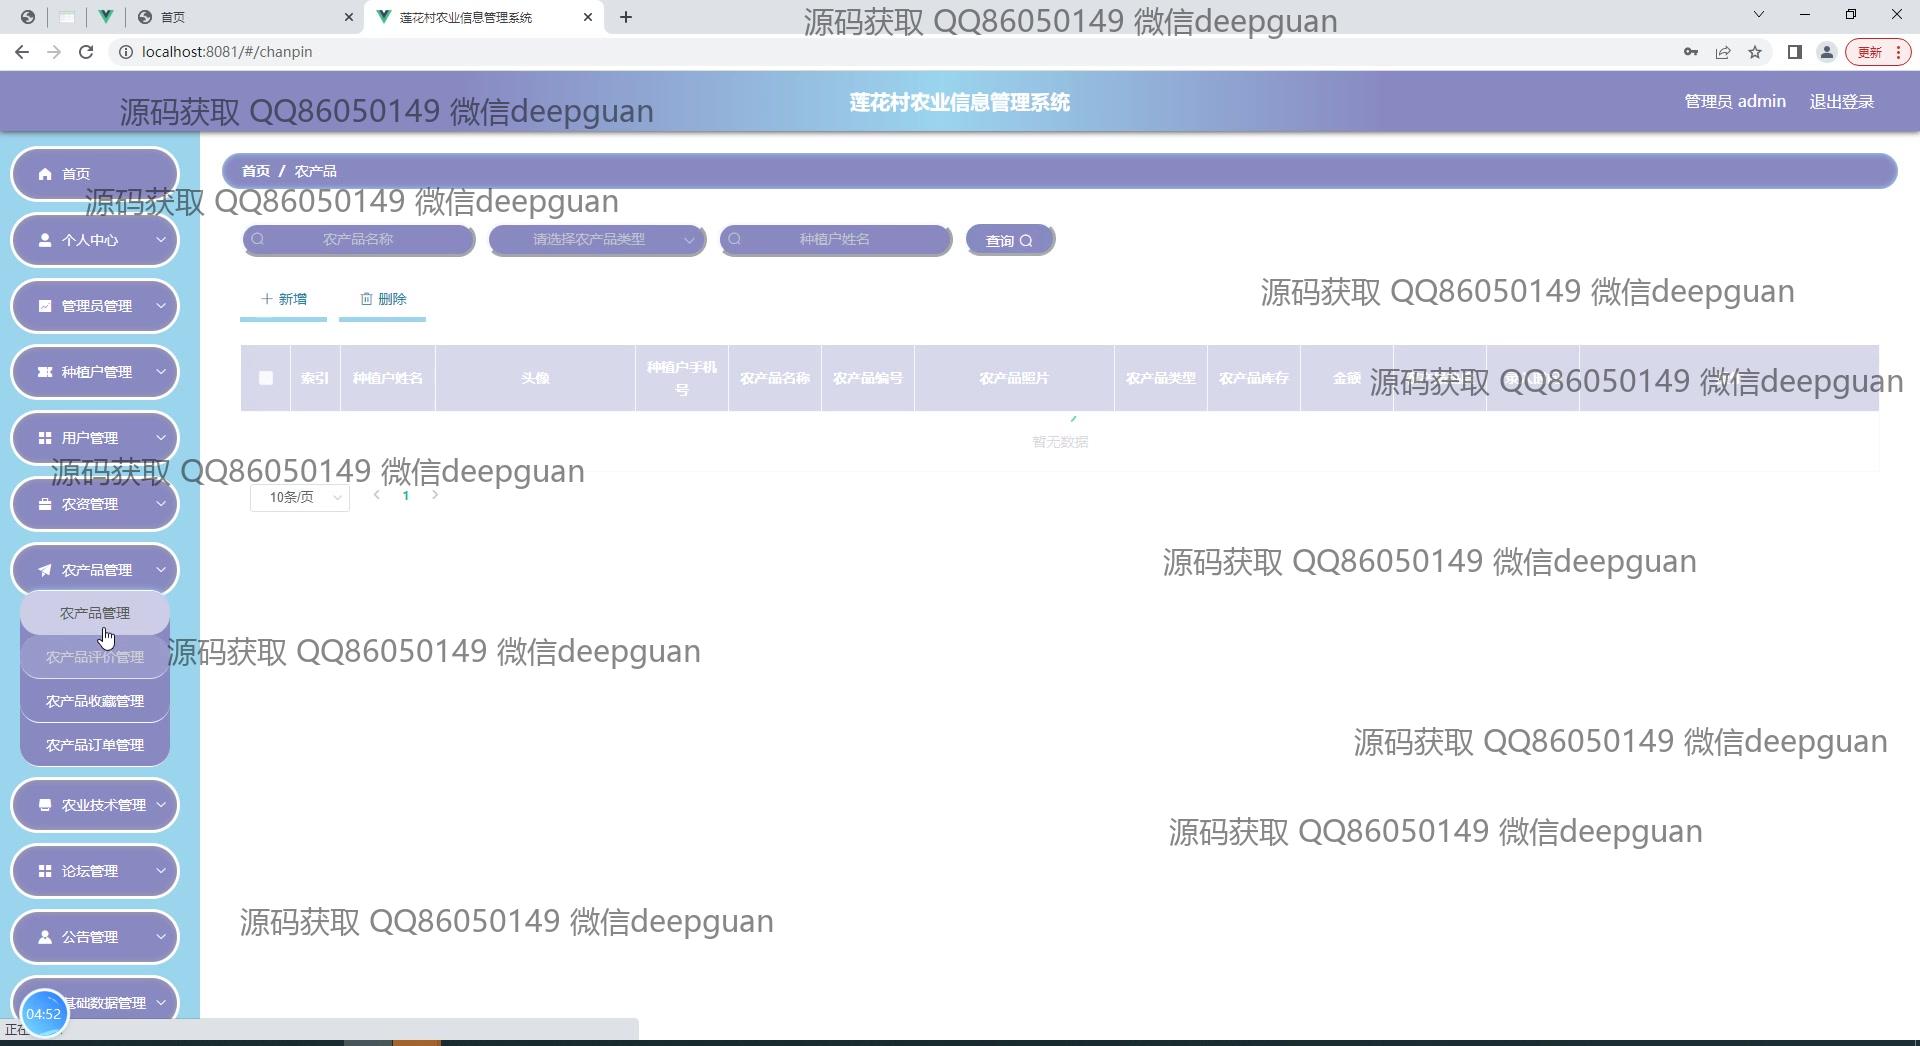 首页
莲花村农业信息管理系统
源码获取 QQ86050149 微信deepguan
localhost:8081/#/chanpin
更新
源码获取 QQ86050149 微信deepguan
莲花村农业信息管理系统
管理员 admin
退出登录
首页
首页 / 农产品
源码获取 QQ86050149 微信deepguan
个人中心
农产品名称
请选择农产品类型
种植户姓名
查询
管理员管理
新增
删除
源码获取 QQ86050149 微信deepguan
种植户管理
索引
种植户姓名
头像
种植户手机
号
农产品名称
农产品编号
农产品照片
农产品类型
农产品库存
金额
源码获取 QQ86050149 微信deepguan
用户管理
暂无数据
源码获取 QQ86050149 微信deepguan
农资管理
10条/页
1
农产品管理
源码获取 QQ86050149 微信deepguan
农产品管理
农产品评价管理
源码获取 QQ86050149 微信deepguan
农产品收藏管理
农产品订单管理
源码获取 QQ86050149 微信deepguan
农业技术管理
源码获取 QQ86050149 微信deepguan
论坛管理
公告管理
源码获取 QQ86050149 微信deepguan
基础数据管理
04:52